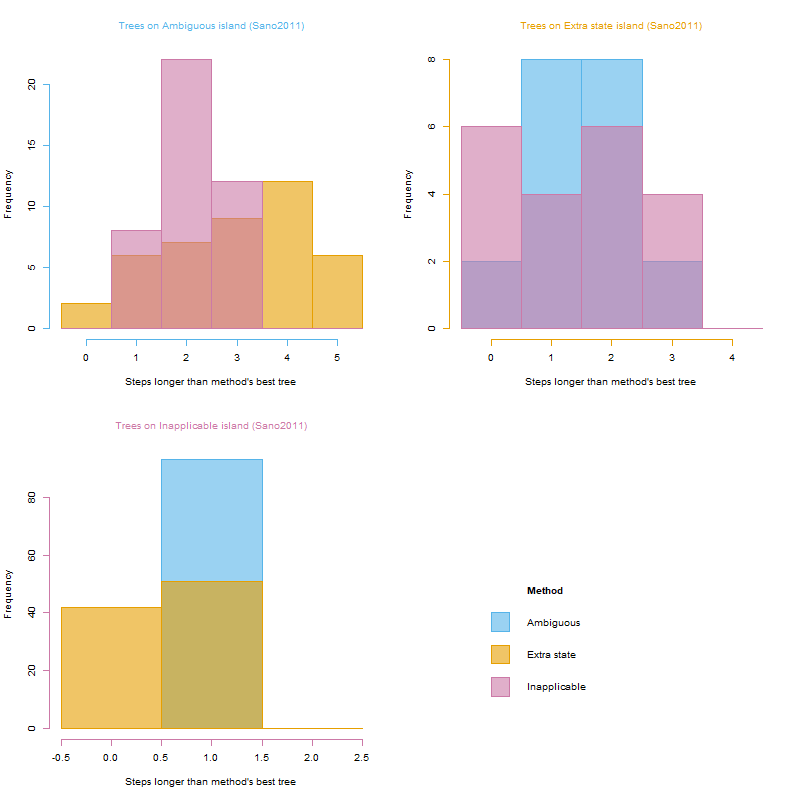 Trees on Ambiguous island (Sano2011)
Frequency
0 5 10 15 20
0 1 2 3 4 5
Steps longer than method's best tree
Trees on Extra state island (Sano2011)
Frequency
0 2 4 6 8
0 1 2 3 4
Steps longer than method's best tree
Trees on Inapplicable island (Sano2011)
Frequency
0 20 40 60 80
-0.5 0.0 0.5 1.0 1.5 2.0 2.5
Steps longer than method's best tree
Method
Ambiguous
Extra state
Inapplicable